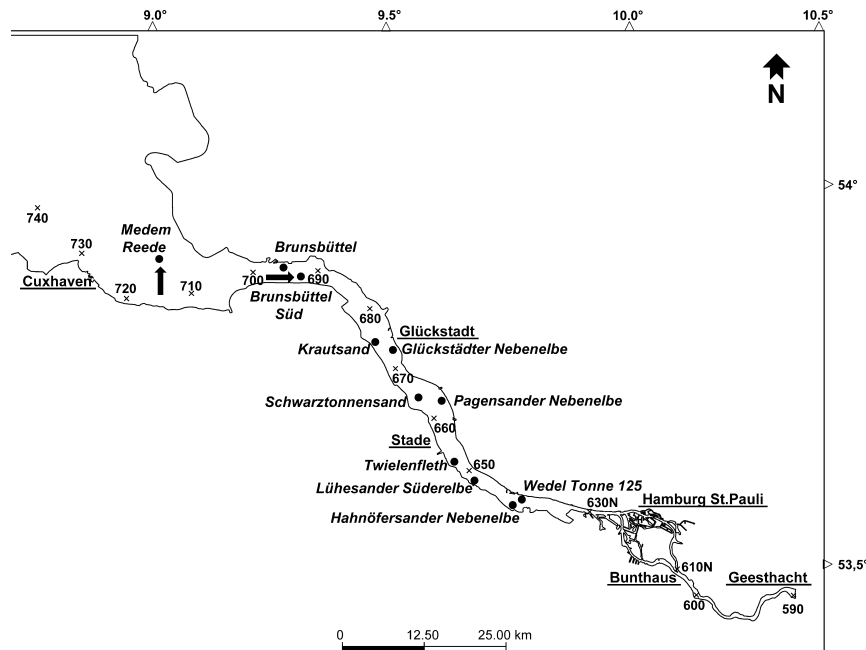 9.0°
9.5°
10.0°
10.5°
N
54°
740
Medem
Reede
730
Brunsbüttel
Cuxhaven
720
710
700
690
Brunsbüttel
Süd
680
Glückstadt
Krautsand
Glückstädter Nebenelbe
670
Schwarztonnensand
Pagensander Nebenelbe
660
Stade
Twielenfleth
650
Lühesander Süderelbe
Wedel Tonne 125
Hahnöfersander Nebenelbe
630N
Hamburg St.Pauli
53,5°
610N
Bunthaus
Geesthacht
600
590
0
12.50
25.00 km